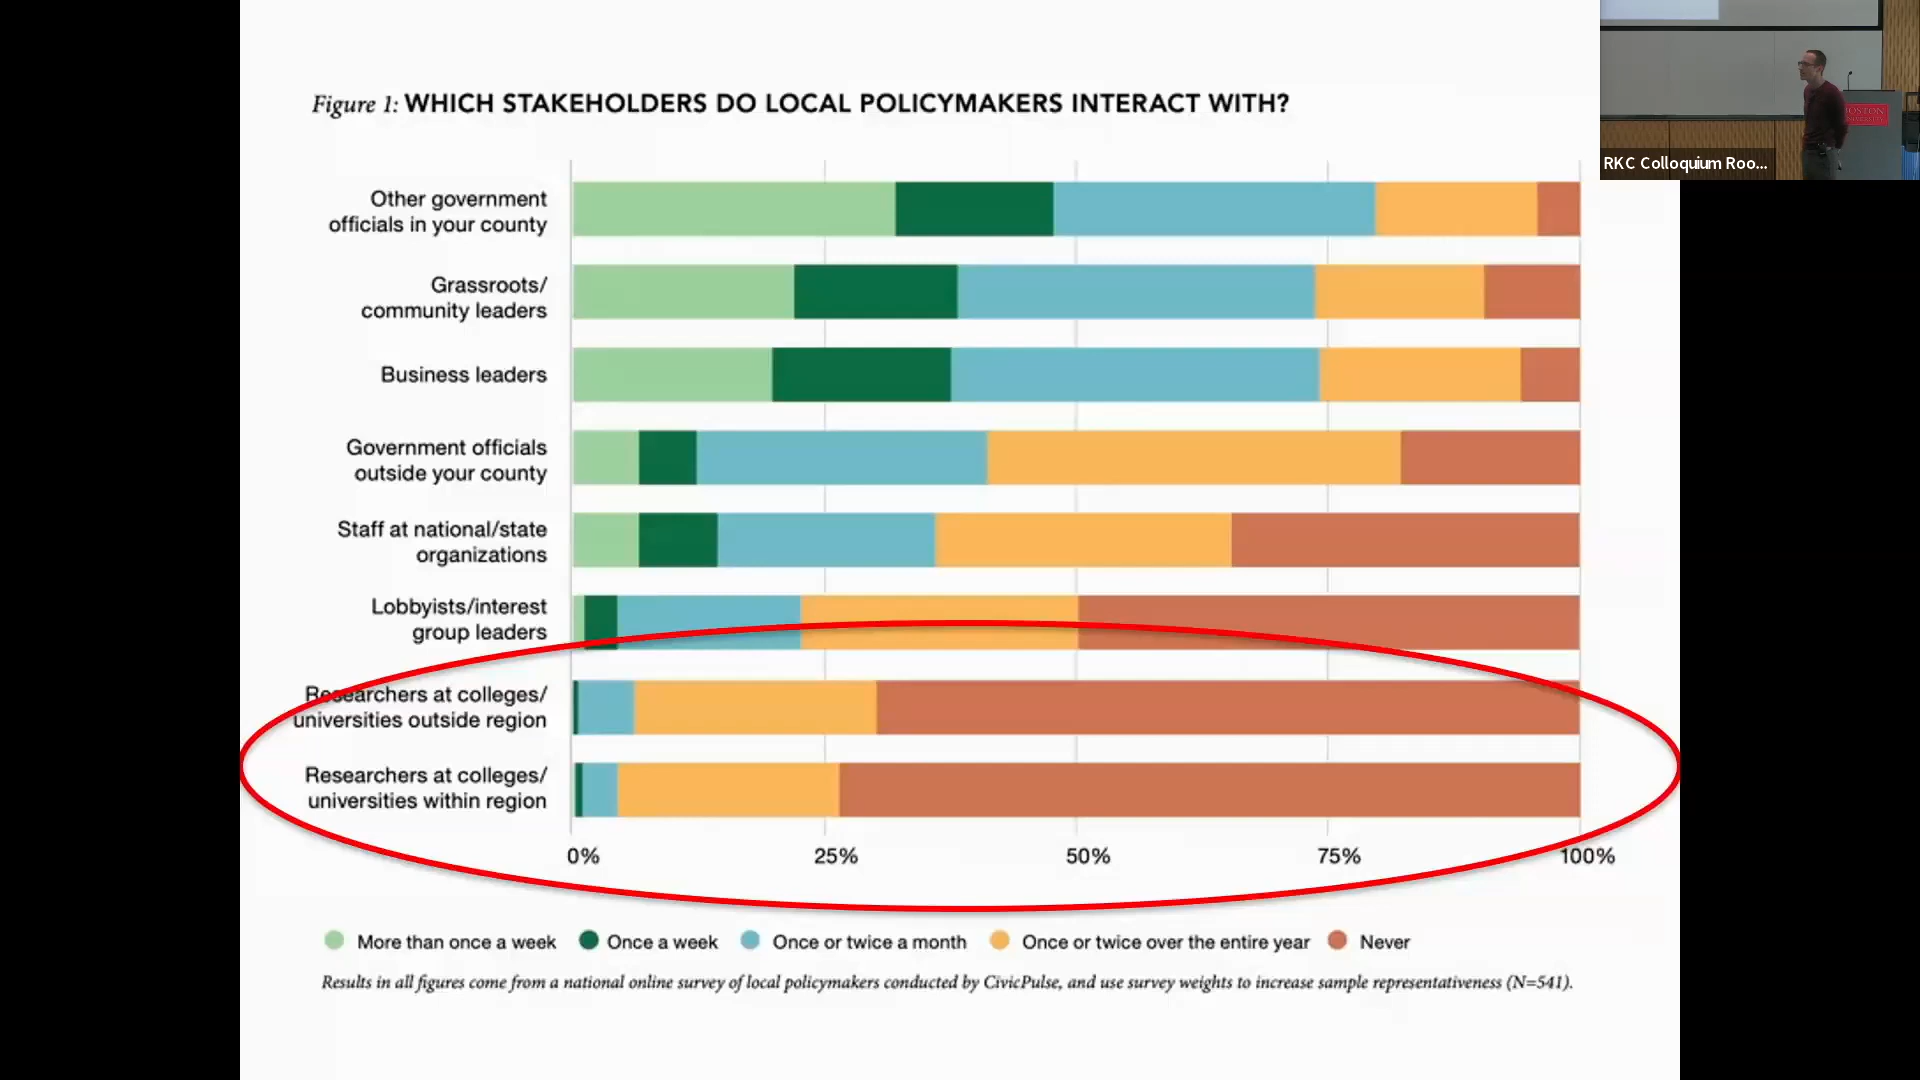 Figure 1: WHICH STAKEHOLDERS DO LOCAL POLICYMAKERS INTERACT WITH?
RKC Colloquium Roo...
Other government
officials in your county
Grassroots/
community leaders
Business leaders
Government officials
outside your county
Staff at national/state
organizations
Lobbyists/interest
group leaders
Researchers at colleges/
universities outside region
Researchers at colleges/
universities within region
0% 25% 50% 75% 100%
More than once a week Once a week Once or twice a month Once or twice over the entire year Never
Results in all figures come from a national online survey of local policymakers conducted by CivicPulse, and use survey weights to increase sample representativeness (N=541).